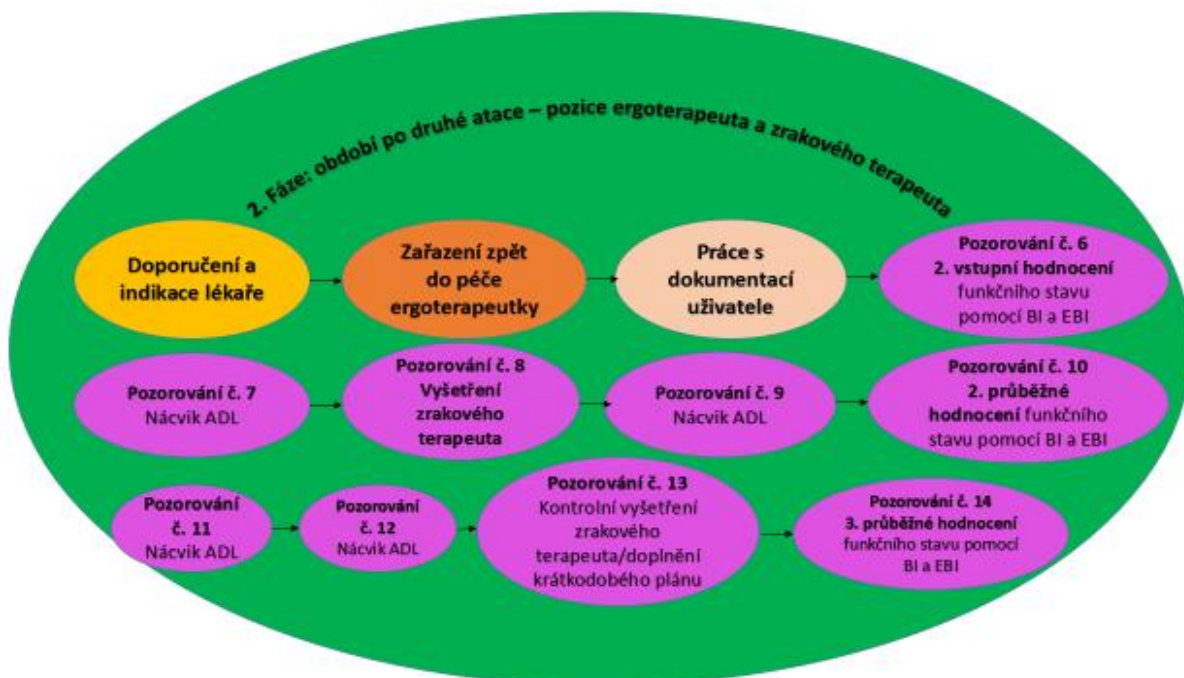 2. Fáze: období po druhé atace – pozice ergoterapeuta a zrakového terapeuta
Doporučení a
indikace lékaře
Zařazení zpět
do péče
ergoterapeutky
Práce s
dokumentací
uživatele
Pozorování č. 6
2. vstupní hodnocení
funkčního stavu
pomocí BI a EBI
Pozorování č. 7
Nácvik ADL
Pozorování č. 8
Vyšetření
zrakového
terapeuta
Pozorování č. 9
Nácvik ADL
Pozorování č. 10
2. průběžné
hodnocení funkčního
stavu pomocí BI a EBI
Pozorování
č. 11
Nácvik ADL
Pozorování
č. 12
Nácvik ADL
Pozorování č. 13
Kontrolní vyšetření
zrakového
terapeuta/doplnění
krátkodobého plánu
Pozorování č. 14
3. průběžné hodnocení
funkčního stavu pomocí
BI a EBI